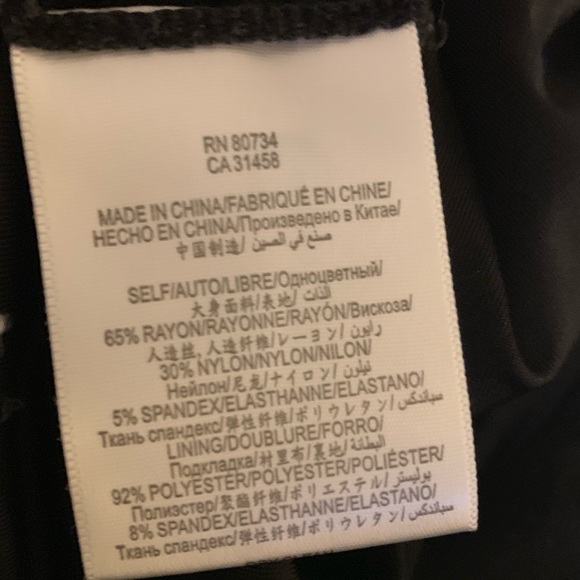 RN 80734
CA 31458
MADE IN CHINA/FABRIQUÉ EN CHINE/
HECHO EN CHINA/Произведено в Китае/
中国制造/ صنع في الصين
SELF/AUTO/LIBRE/Одноцветный/
大身面料/表地/ الذات
65% RAYON/RAYONNE/RAYÓN/Вискоза/
人造丝, 人造纤维/レーヨン/ رايون
30% NYLON/NYLON/NILON/
Нейлон/尼龙/ナイロン/ نيلون
5% SPANDEX/ELASTHANNE/ELASTANO/
Ткань спандекс/弹性纤维/ポリウレタン/ سباندكس
LINING/DOUBLURE/FORRO/
Подкладка/村里布/裏地/ البطانة
92% POLYESTER/POLYESTER/POLIÉSTER/
Полиэстер/聚酯纤维/ポリエステル/ بوليستر
8% SPANDEX/ELASTHANNE/ELASTANO/
Ткань спандекс/弹性纤维/ポリウレタン/ سباندكس